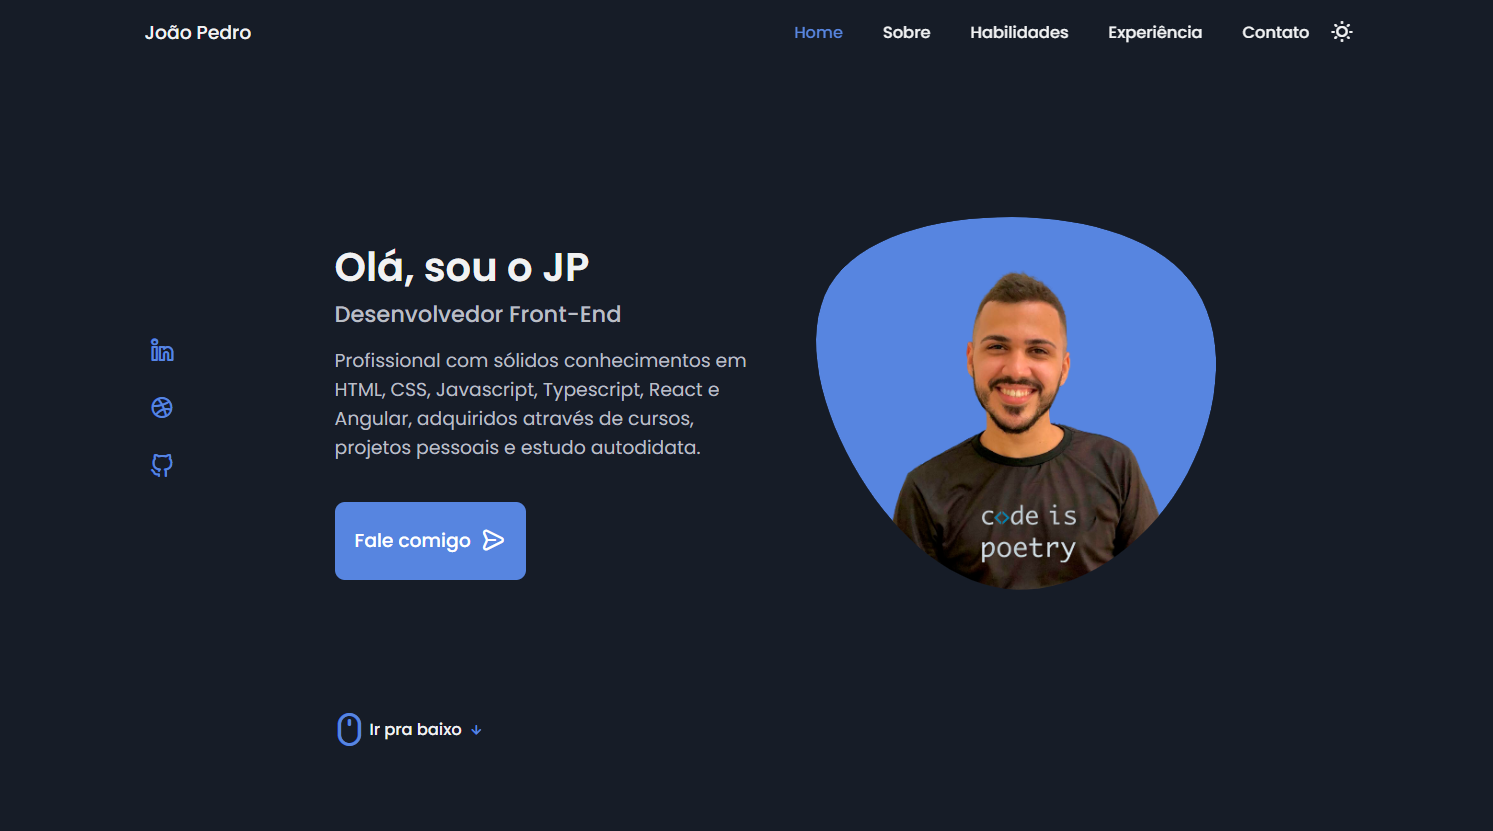 João Pedro
Home Sobre Habilidades Experiência Contato
Olá, sou o JP
Desenvolvedor Front-End
Profissional com sólidos conhecimentos em
HTML, CSS, Javascript, Typescript, React e
Angular, adquiridos através de cursos,
projetos pessoais e estudo autodidata.
Fale comigo
code is
poetry
Ir pra baixo